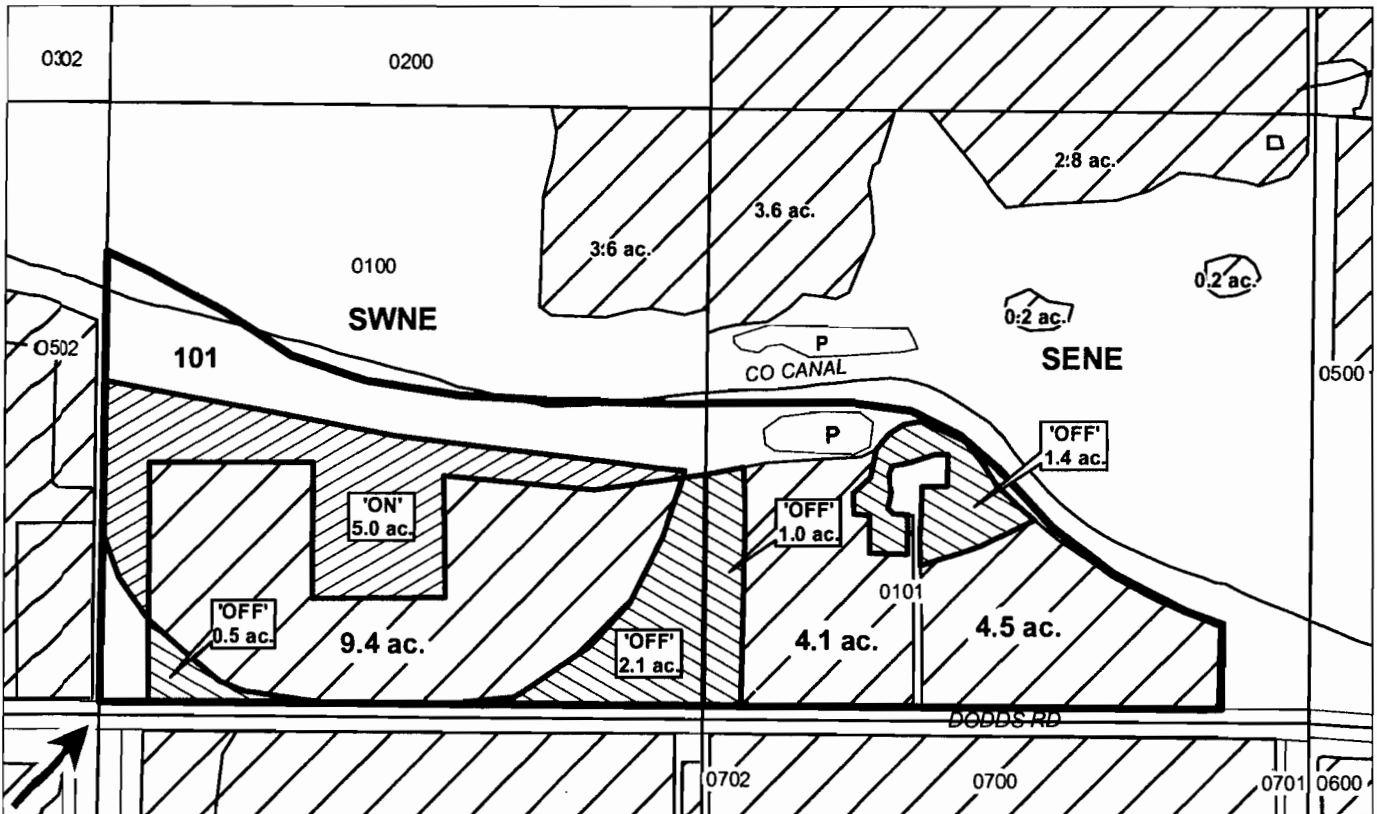 0302
0200
2.8 ac.
3.6 ac.
3.6 ac.
0.2 ac.
0100
0.2 ac.
SWNE
P
SENE
0502
101
CO CANAL
0500
P
'OFF'
1.4 ac.
'ON'
5.0 ac.
'OFF'
1.0 ac.
0101
'OFF'
0.5 ac.
9.4 ac.
'OFF'
2.1 ac.
4.1 ac.
4.5 ac.
DODDS RD
0702
0700
0701
0600